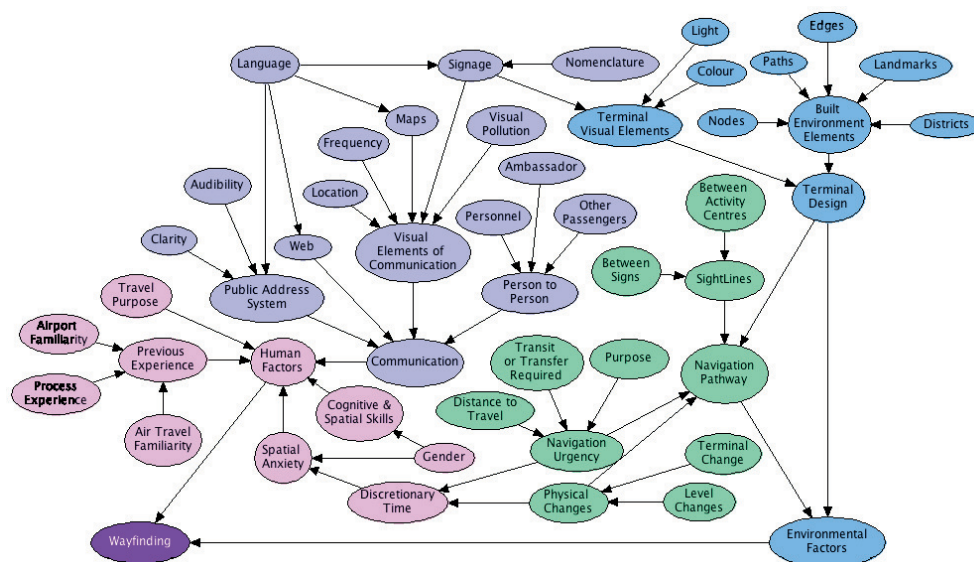 Edges
Light
Language
Signage
Nomenclature
Paths
Landmarks
Colour
Maps
Visual
Pollution
Terminal
Visual Elements
Nodes
Built
Environment
Elements
Districts
Frequency
Ambassador
Audibility
Location
Between
Activity
Centres
Terminal
Design
Personnel
Other
Passengers
Clarity
Web
Visual
Elements of
Communication
Between
Signs
SightLines
Travel
Purpose
Public Address
System
Person to
Person
Airport
Familiarity
Previous
Experience
Human
Factors
Communication
Transit
or Transfer
Required
Purpose
Navigation
Pathway
Process
Experience
Cognitive &
Spatial Skills
Distance to
Travel
Air Travel
Familiarity
Spatial
Anxiety
Gender
Navigation
Urgency
Terminal
Change
Discretionary
Time
Physical
Changes
Level
Changes
Wayfinding
Environmental
Factors